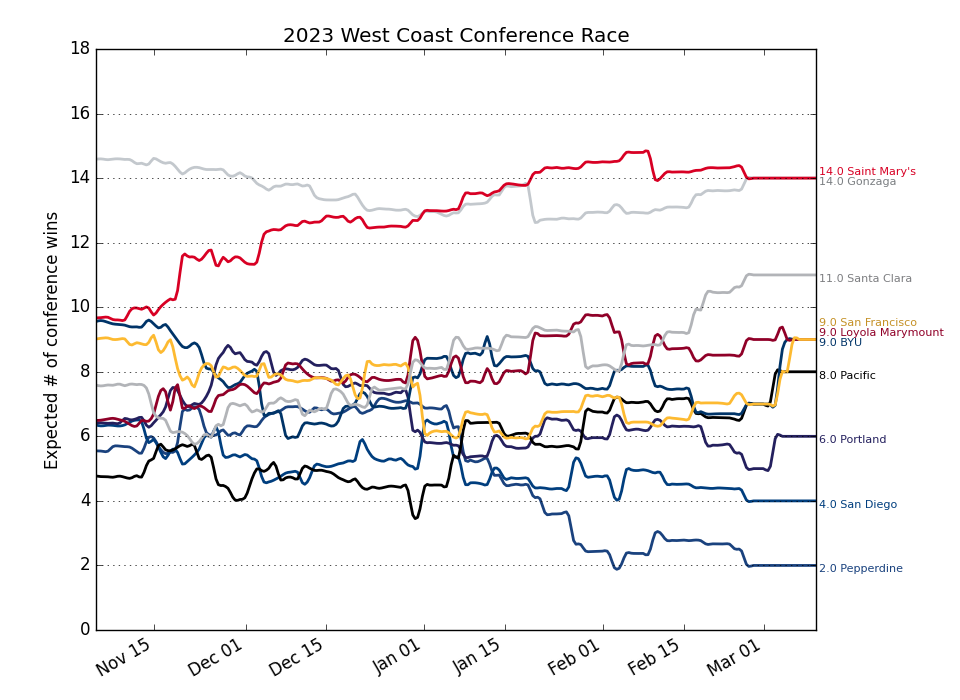 2023 West Coast Conference Race
Expected # of conference wins
18
16
14
12
10
8
6
4
2
0
Nov 15
Dec 01
Dec 15
Jan 01
Jan 15
Feb 01
Feb 15
Mar 01
14.0 Saint Mary's
14.0 Gonzaga
11.0 Santa Clara
9.0 San Francisco
9.0 Loyola Marymount
9.0 BYU
8.0 Pacific
6.0 Portland
4.0 San Diego
2.0 Pepperdine